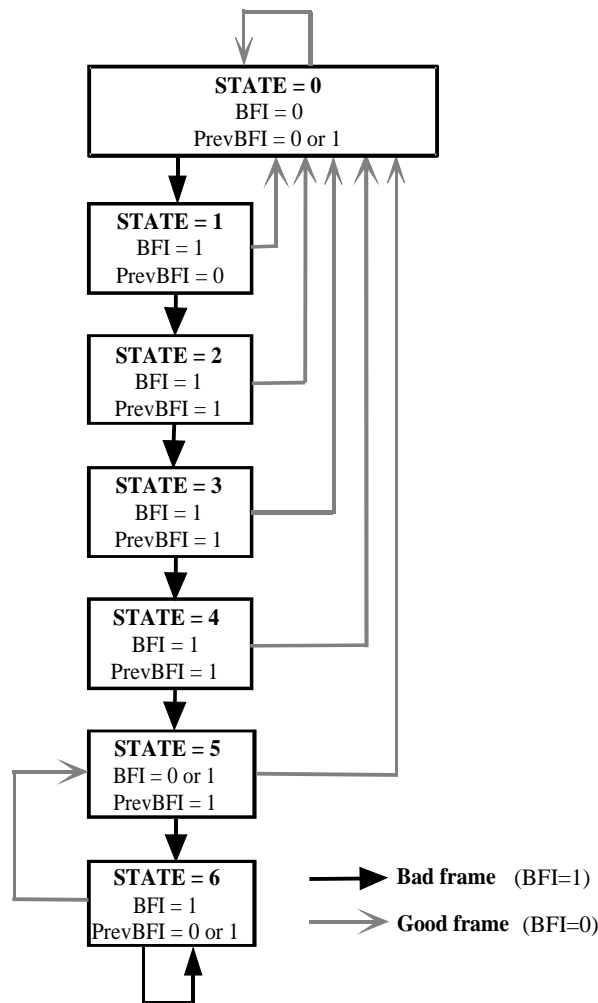 STATE = 0
BFI = 0
PrevBFI = 0 or 1
STATE = 1
BFI = 1
PrevBFI = 0
STATE = 2
BFI = 1
PrevBFI = 1
STATE = 3
BFI = 1
PrevBFI = 1
STATE = 4
BFI = 1
PrevBFI = 1
STATE = 5
BFI = 0 or 1
PrevBFI = 1
STATE = 6
BFI = 1
PrevBFI = 0 or 1
Bad frame (BFI=1)
Good frame (BFI=0)